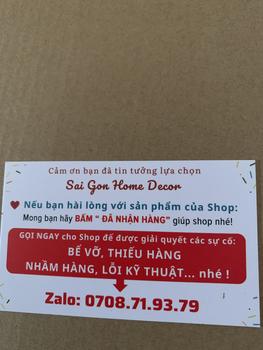 Cảm ơn bạn đã tin tưởng lựa chọn
Sai Gon Home Decor
Nếu bạn hài lòng với sản phẩm của Shop:
Mong bạn hãy BẤM “ ĐÃ NHẬN HÀNG” giúp shop nhé!
GỌI NGAY cho Shop để được giải quyết các sự cố:
BỂ VỠ, THIẾU HÀNG
NHẦM HÀNG, LỖI KỸ THUẬT... nhé !
Zalo: 0708.71.93.79